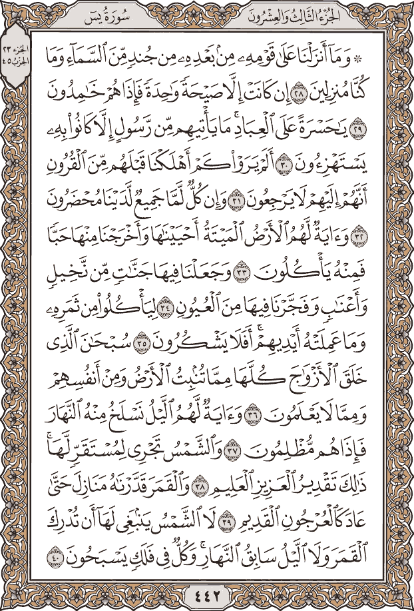 سُورَةُ يسٓ
الجُزْءُ الثَّالِثُ وَالعِشْرُونَ
الجزء ٢٣
الحزب ٤٥
۞ وَمَآ أَنزَلْنَا عَلَىٰ قَوْمِهِۦ مِنۢ بَعْدِهِۦ مِن جُندٍ مِّنَ ٱلسَّمَآءِ وَمَا
كُنَّا مُنزِلِينَ ٢٨ إِن كَانَتْ إِلَّا صَيْحَةً وَٰحِدَةً فَإِذَا هُمْ خَٰمِدُونَ
٢٩ يَٰحَسْرَةً عَلَى ٱلْعِبَادِ ۚ مَا يَأْتِيهِم مِّن رَّسُولٍ إِلَّا كَانُوا۟ بِهِۦ
يَسْتَهْزِءُونَ ٣٠ أَلَمْ يَرَوْا۟ كَمْ أَهْلَكْنَا قَبْلَهُم مِّنَ ٱلْقُرُونِ
أَنَّهُمْ إِلَيْهِمْ لَا يَرْجِعُونَ ٣١ وَإِن كُلٌّ لَّمَّا جَمِيعٌ لَّدَيْنَا مُحْضَرُونَ
٣٢ وَءَايَةٌ لَّهُمُ ٱلْأَرْضُ ٱلْمَيْتَةُ أَحْيَيْنَٰهَا وَأَخْرَجْنَا مِنْهَا حَبًّا
فَمِنْهُ يَأْكُلُونَ ٣٣ وَجَعَلْنَا فِيهَا جَنَّٰتٍ مِّن نَّخِيلٍ
وَأَعْنَٰبٍ وَفَجَّرْنَا فِيهَا مِنَ ٱلْعُيُونِ ٣٤ لِيَأْكُلُوا۟ مِن ثَمَرِهِۦ
وَمَا عَمِلَتْهُ أَيْدِيهِمْ ۖ أَفَلَا يَشْكُرُونَ ٣٥ سُبْحَٰنَ ٱلَّذِى
خَلَقَ ٱلْأَزْوَٰجَ كُلَّهَا مِمَّا تُنۢبِتُ ٱلْأَرْضُ وَمِنْ أَنفُسِهِمْ
وَمِمَّا لَا يَعْلَمُونَ ٣٦ وَءَايَةٌ لَّهُمُ ٱلَّيْلُ نَسْلَخُ مِنْهُ ٱلنَّهَارَ
فَإِذَا هُم مُّظْلِمُونَ ٣٧ وَٱلشَّمْسُ تَجْرِى لِمُسْتَقَرٍّ لَّهَا ۚ
ذَٰلِكَ تَقْدِيرُ ٱلْعَزِيزِ ٱلْعَلِيمِ ٣٨ وَٱلْقَمَرَ قَدَّرْنَٰهُ مَنَازِلَ حَتَّىٰ
عَادَ كَٱلْعُرْجُونِ ٱلْقَدِيمِ ٣٩ لَا ٱلشَّمْسُ يَنۢبَغِى لَهَآ أَن تُدْرِكَ
ٱلْقَمَرَ وَلَا ٱلَّيْلُ سَابِقُ ٱلنَّهَارِ ۚ وَكُلٌّ فِى فَلَكٍ يَسْبَحُونَ ٤٠
٤٤٢